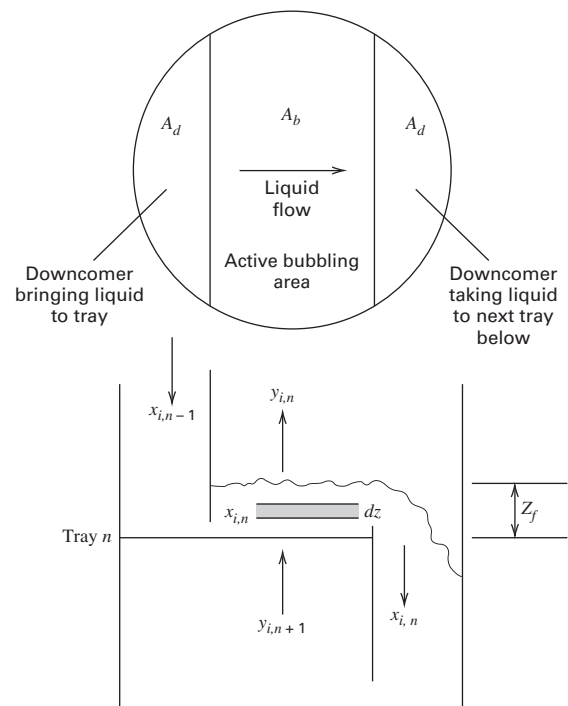 A_d
A_b
A_d
Liquid
flow
Downcomer
bringing liquid
to tray
Active bubbling
area
Downcomer
taking liquid
to next tray
below
x_{i,n–1}
y_{i,n}
x_{i,n}
dz
Z_f
Tray n
y_{i,n+1}
x_{i, n}